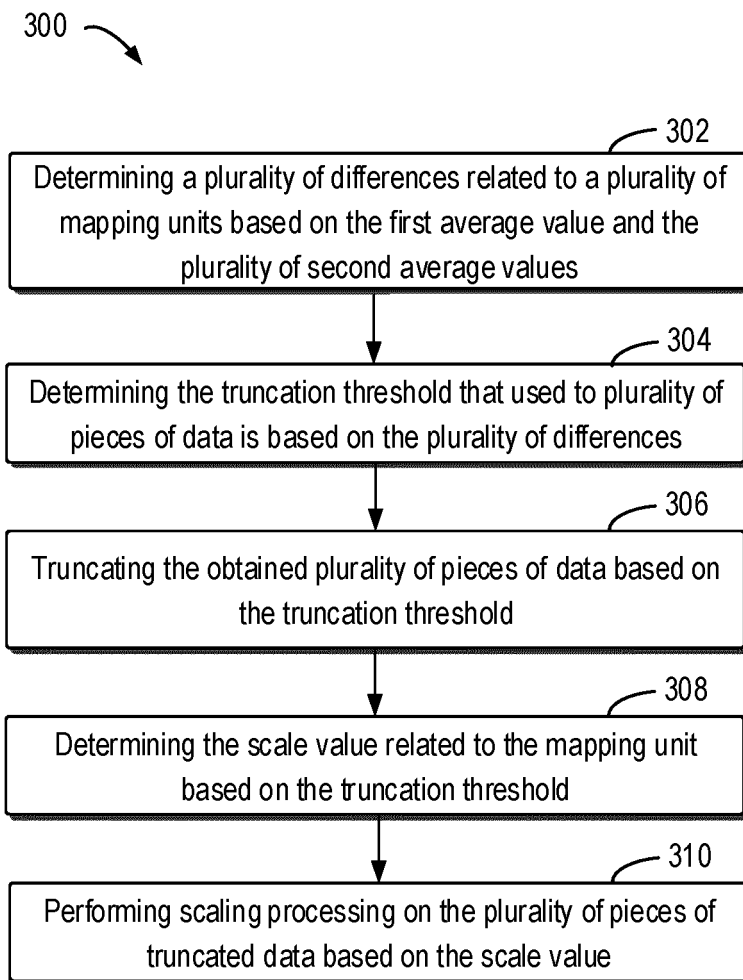 300
302
Determining a plurality of differences related to a plurality of
mapping units based on the first average value and the
plurality of second average values
304
Determining the truncation threshold that used to plurality of
pieces of data is based on the plurality of differences
306
Truncating the obtained plurality of pieces of data based on
the truncation threshold
308
Determining the scale value related to the mapping unit
based on the truncation threshold
310
Performing scaling processing on the plurality of pieces of
truncated data based on the scale value